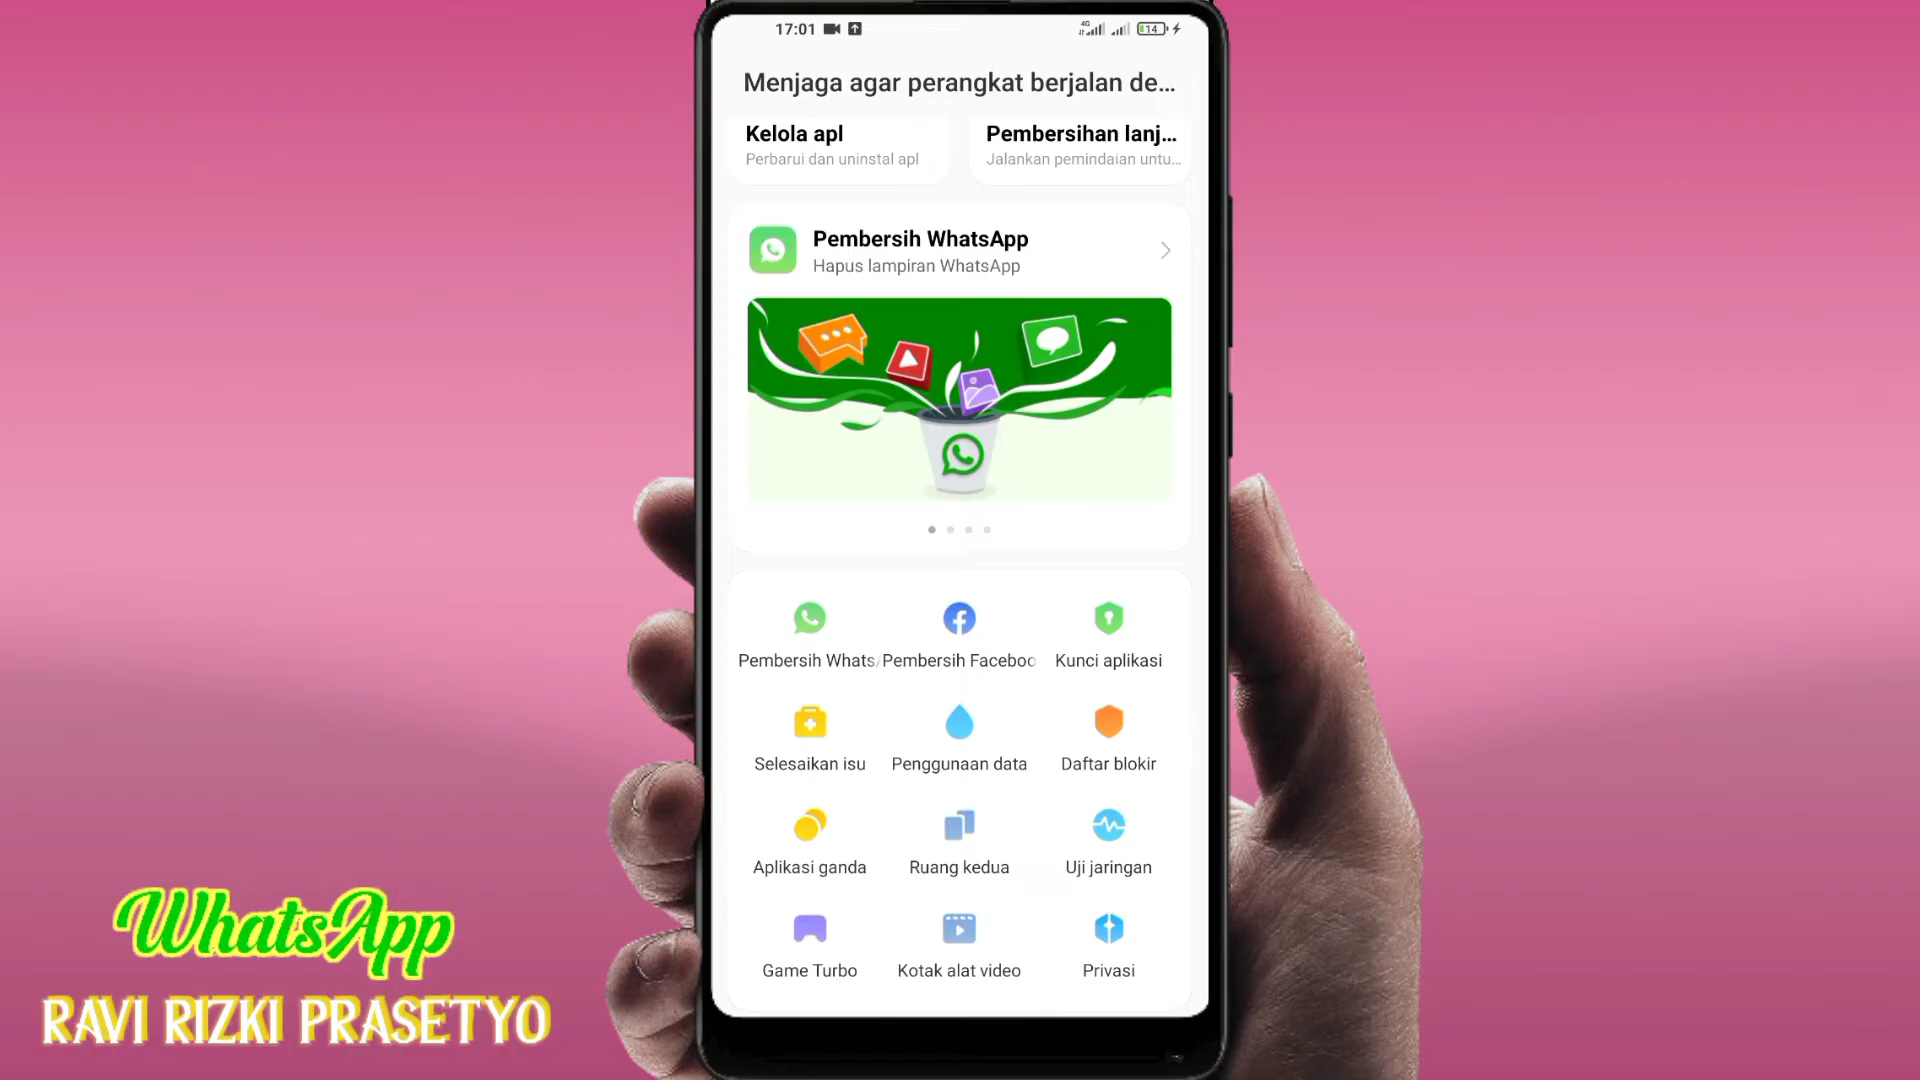 17:01
4G
14
Menjaga agar perangkat berjalan de...
Kelola apl
Perbarui dan uninstal apl
Pembersihan lanj...
Jalankan pemindaian untu...
Pembersih WhatsApp
Hapus lampiran WhatsApp
Pembersih Whats
Pembersih Faceboo
Kunci aplikasi
Selesaikan isu
Penggunaan data
Daftar blokir
Aplikasi ganda
Ruang kedua
Uji jaringan
Game Turbo
Kotak alat video
Privasi
WhatsApp
RAVI RIZKI PRASETYO